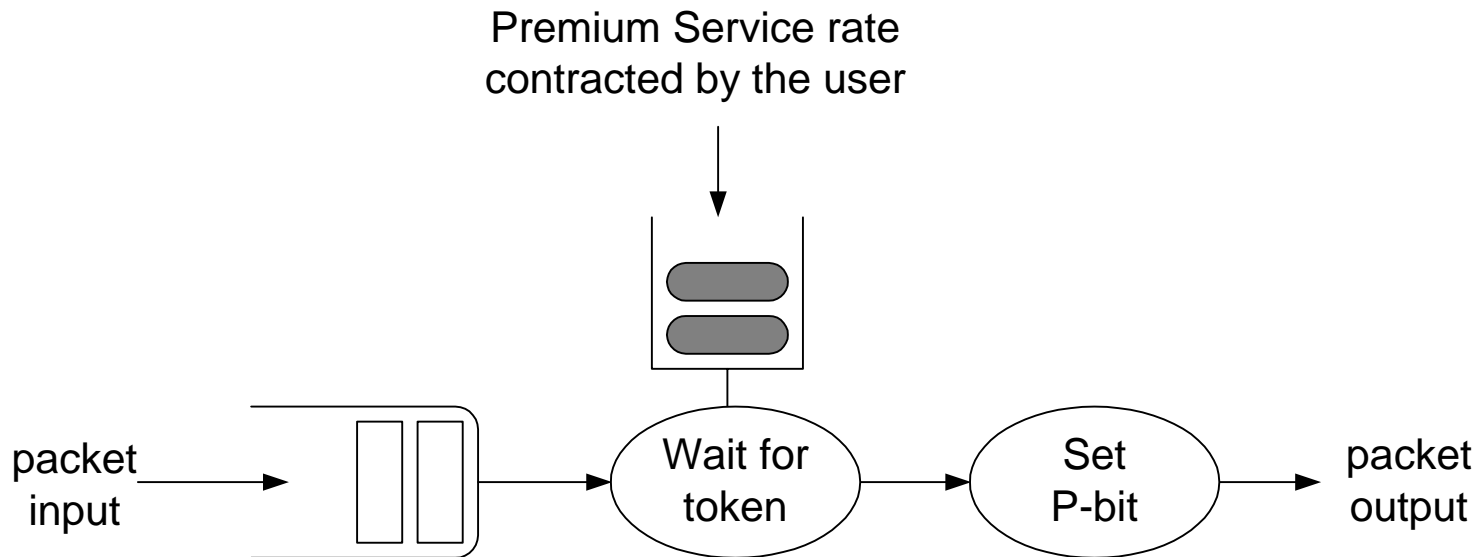 Premium Service rate
contracted by the user
packet
input
Wait for
token
Set
P-bit
packet
output